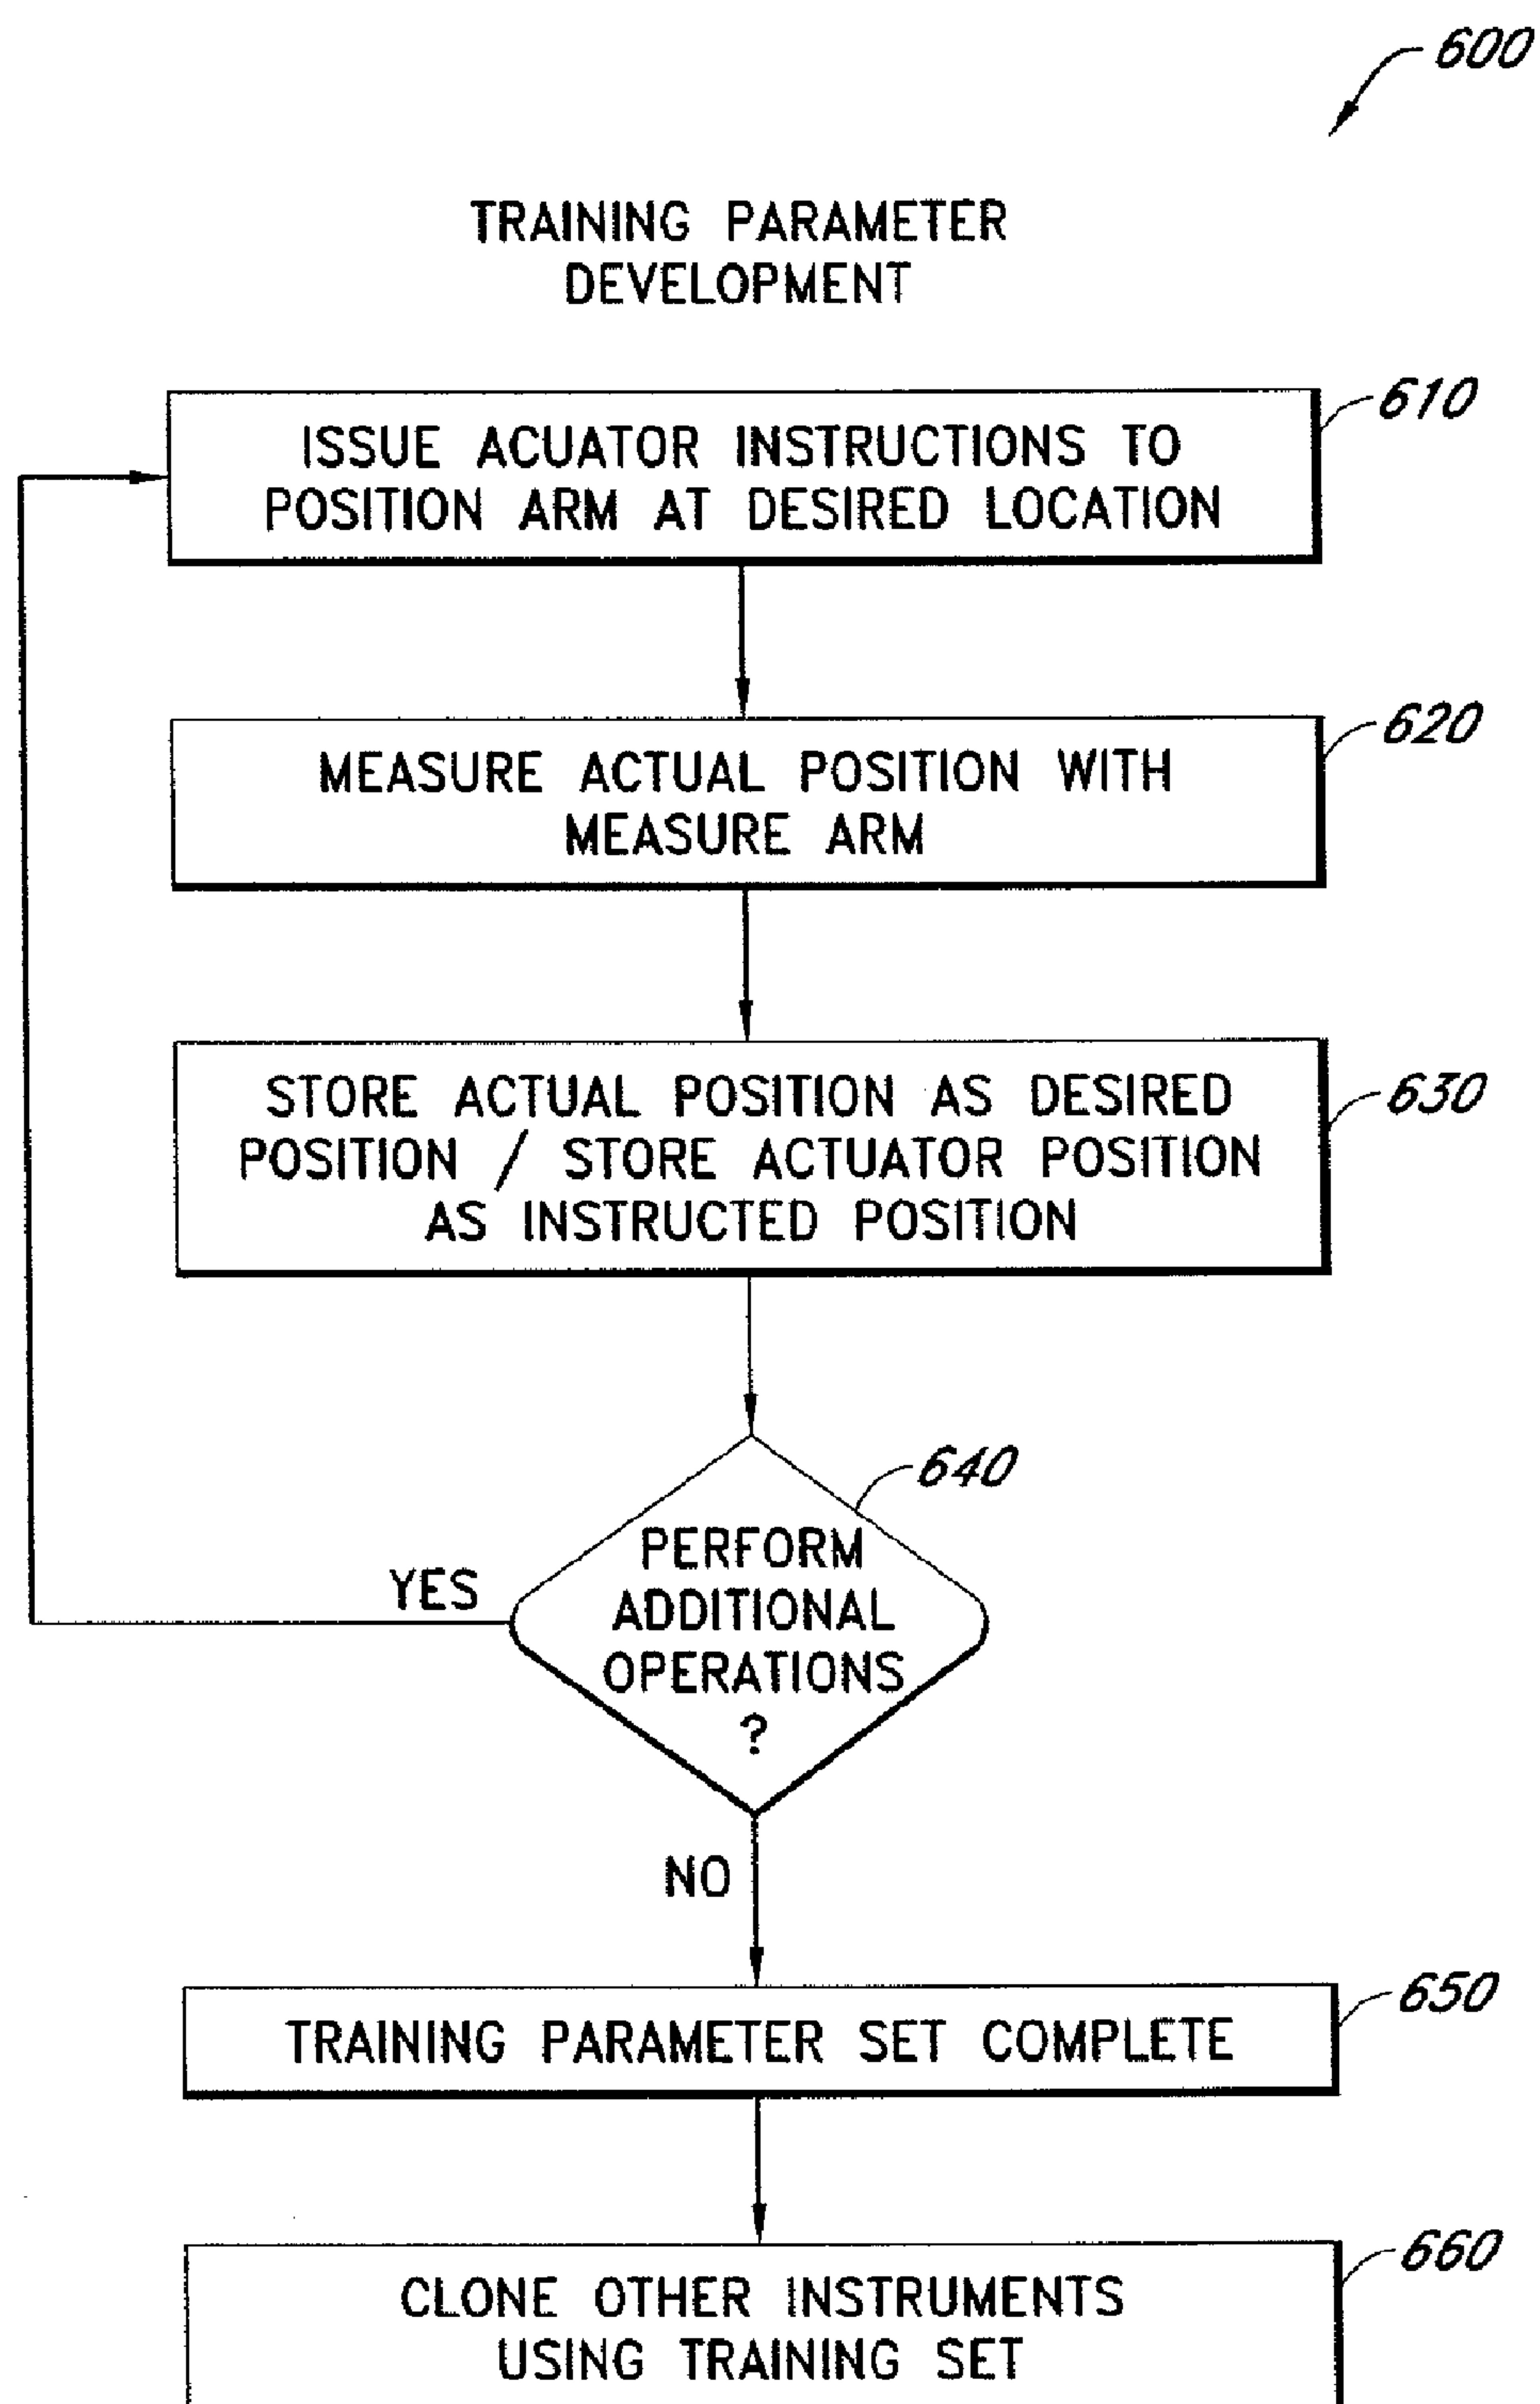 600
TRAINING PARAMETER
DEVELOPMENT
610
ISSUE ACUATOR INSTRUCTIONS TO
POSITION ARM AT DESIRED LOCATION
620
MEASURE ACTUAL POSITION WITH
MEASURE ARM
630
STORE ACTUAL POSITION AS DESIRED
POSITION / STORE ACTUATOR POSITION
AS INSTRUCTED POSITION
640
PERFORM
ADDITIONAL
OPERATIONS
?
YES
NO
650
TRAINING PARAMETER SET COMPLETE
660
CLONE OTHER INSTRUMENTS
USING TRAINING SET